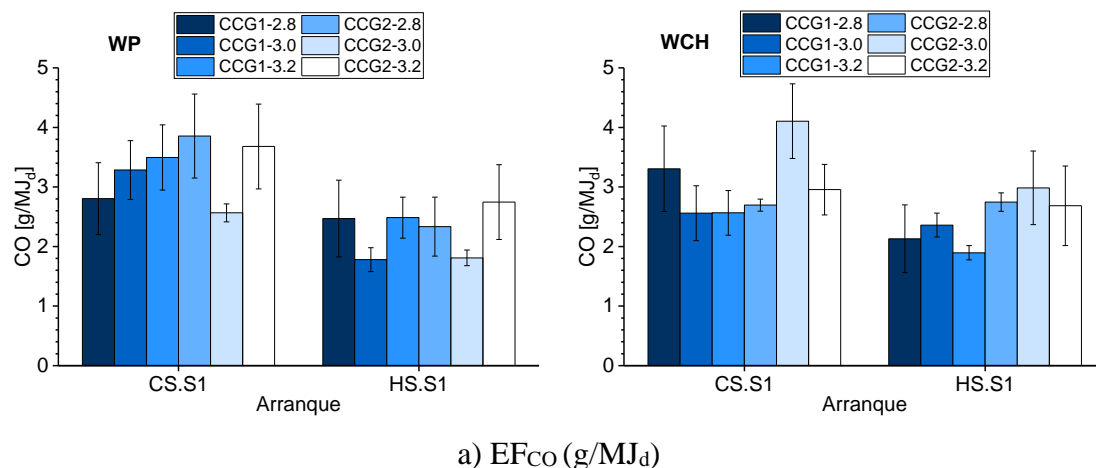 WP
CCG1-2.8 CCG2-2.8
CCG1-3.0 CCG2-3.0
CCG1-3.2 CCG2-3.2
CO [g/MJd]
5
4
3
2
1
0
CS.S1 HS.S1
Arranque
WCH
CCG1-2.8 CCG2-2.8
CCG1-3.0 CCG2-3.0
CCG1-3.2 CCG2-3.2
CO [g/MJd]
5
4
3
2
1
0
CS.S1 HS.S1
Arranque
a) EFCO (g/MJd)